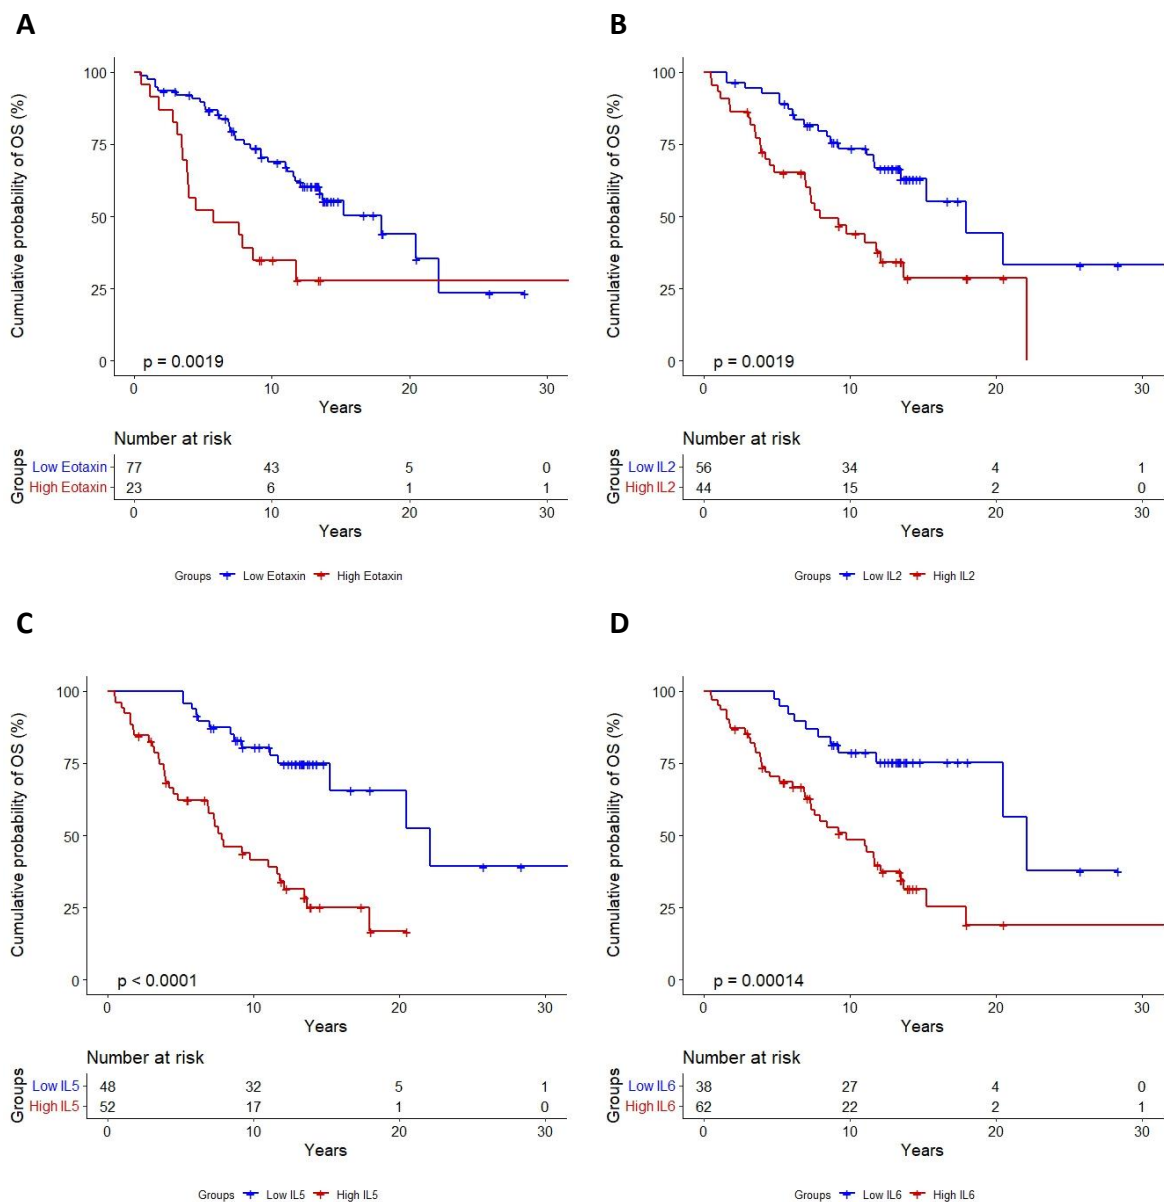 A
Cumulative probability of OS (%)
100
75
50
25
0
p = 0.0019
0 10 20 30
Years
Number at risk
Groups
Low Eotaxin 77 43 5 0
High Eotaxin 23 6 1 1
0 10 20 30
Years
Groups Low Eotaxin High Eotaxin
B
Cumulative probability of OS (%)
100
75
50
25
0
p = 0.0019
0 10 20 30
Years
Number at risk
Groups
Low IL2 56 34 4 1
High IL2 44 15 2 0
0 10 20 30
Years
Groups Low IL2 High IL2
C
Cumulative probability of OS (%)
100
75
50
25
0
p < 0.0001
0 10 20 30
Years
Number at risk
Groups
Low IL5 48 32 5 1
High IL5 52 17 1 0
0 10 20 30
Years
Groups Low IL5 High IL5
D
Cumulative probability of OS (%)
100
75
50
25
0
p = 0.00014
0 10 20 30
Years
Number at risk
Groups
Low IL6 38 27 4 0
High IL6 62 22 2 1
0 10 20 30
Years
Groups Low IL6 High IL6